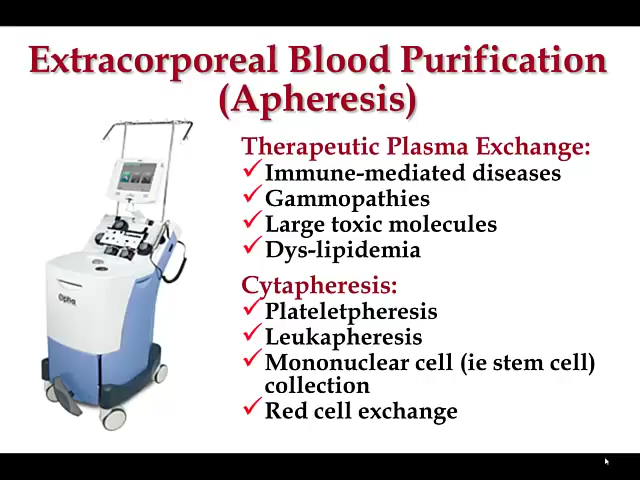 Extracorporeal Blood Purification
(Apheresis)
Therapeutic Plasma Exchange:
Immune-mediated diseases
Gammopathies
Large toxic molecules
Dys-lipidemia
Cytapheresis:
Plateletpheresis
Leukapheresis
Mononuclear cell (ie stem cell)
collection
Red cell exchange
Optia